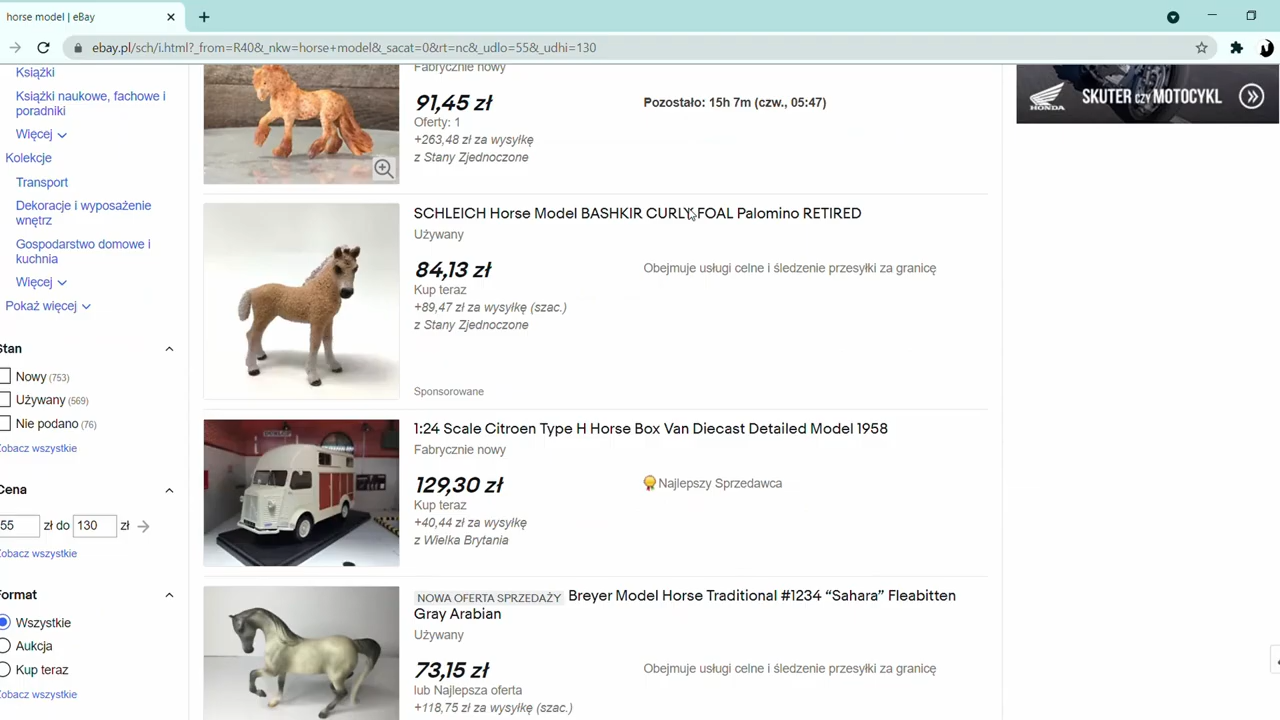 horse model | eBay
ebay.pl/sch/i.html?_from=R40&_nkw=horse+model&_sacat=0&rt=nc&_udlo=55&_udhi=130
Książki
Książki naukowe, fachowe i
poradniki
Więcej
Kolekcje
Transport
Dekoracje i wyposażenie
wnętrz
Gospodarstwo domowe i
kuchnia
Więcej
Pokaż więcej
Stan
Nowy (753)
Używany (569)
Nie podano (76)
Zobacz wszystkie
Cena
55 zł do 130 zł
Zobacz wszystkie
Format
Wszystkie
Aukcja
Kup teraz
Zobacz wszystkie
Fabrycznie nowy
91,45 zł
Pozostało: 15h 7m (czw., 05:47)
Oferty: 1
+263,48 zł za wysyłkę
z Stany Zjednoczone
SCHLEICH Horse Model BASHKIR CURLY FOAL Palomino RETIRED
Używany
84,13 zł
Obejmuje usługi celne i śledzenie przesyłki za granicę
Kup teraz
+89,47 zł za wysyłkę (szac.)
z Stany Zjednoczone
Sponsorowane
1:24 Scale Citroen Type H Horse Box Van Diecast Detailed Model 1958
Fabrycznie nowy
129,30 zł
Najlepszy Sprzedawca
Kup teraz
+40,44 zł za wysyłkę
z Wielka Brytania
NOWA OFERTA SPRZEDAŻY Breyer Model Horse Traditional #1234 “Sahara” Fleabitten
Gray Arabian
Używany
73,15 zł
Obejmuje usługi celne i śledzenie przesyłki za granicę
lub Najlepsza oferta
+118,75 zł za wysyłkę (szac.)
HONDA
SKUTER CZY MOTOCYKL